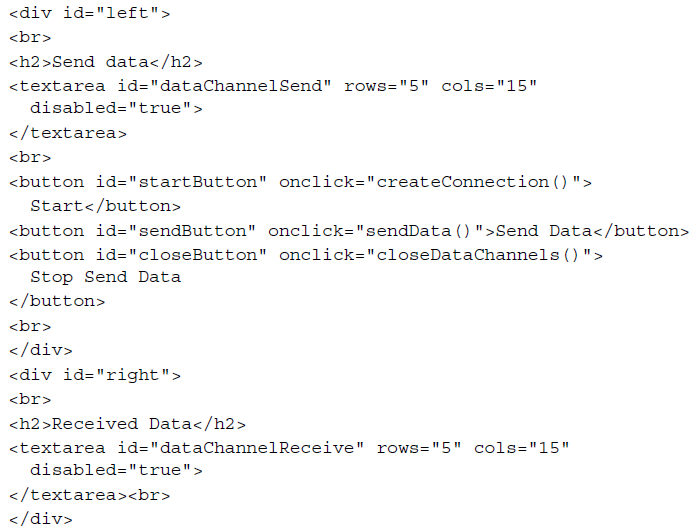 <div id="left">
<br>
<h2>Send data</h2>
<textarea id="dataChannelSend" rows="5" cols="15"
disabled="true">
</textarea>
<br>
<button id="startButton" onclick="createConnection()">
Start</button>
<button id="sendButton" onclick="sendData()">Send Data</button>
<button id="closeButton" onclick="closeDataChannels()">
Stop Send Data
</button>
<br>
</div>
<div id="right">
<br>
<h2>Received Data</h2>
<textarea id="dataChannelReceive" rows="5" cols="15"
disabled="true">
</textarea><br>
</div>